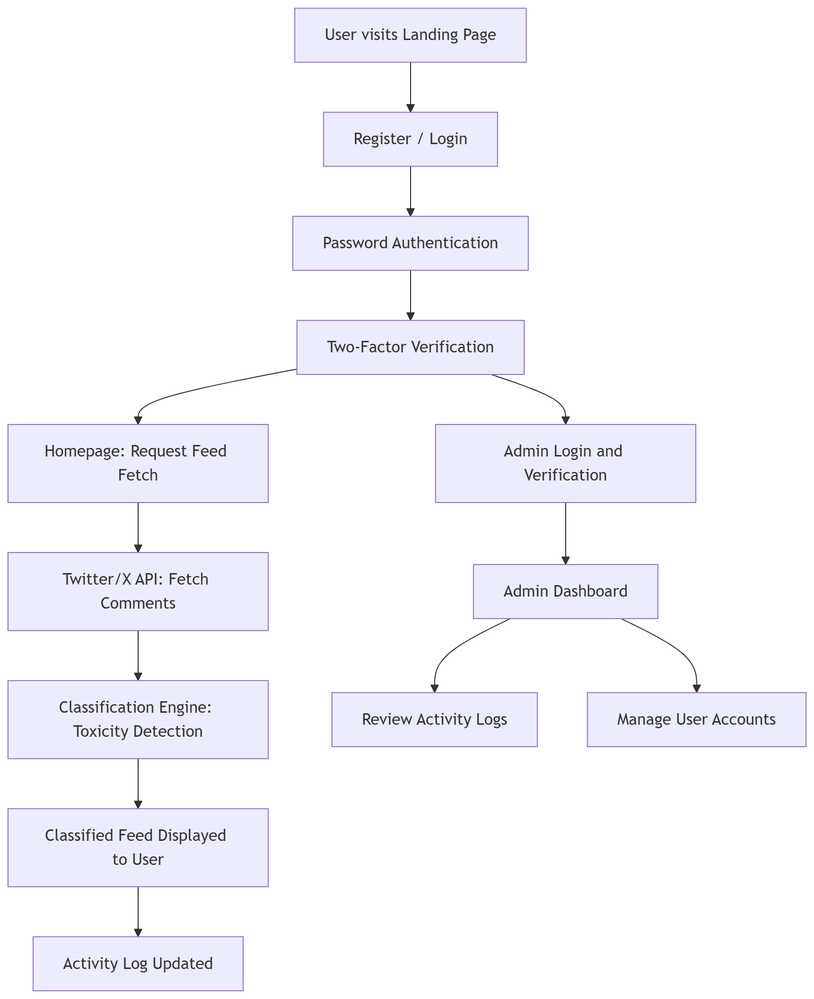 User visits Landing Page
Register / Login
Password Authentication
Two-Factor Verification
Homepage: Request Feed
Fetch
Admin Login and
Verification
Twitter/X API: Fetch
Comments
Admin Dashboard
Classification Engine:
Toxicity Detection
Review Activity Logs
Manage User Accounts
Classified Feed Displayed
to User
Activity Log Updated